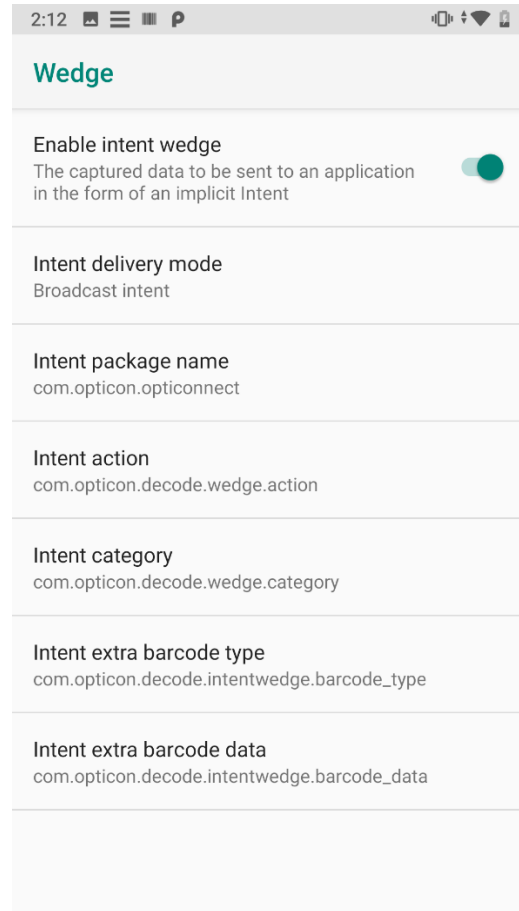 2:12
Wedge
Enable intent wedge
The captured data to be sent to an application
in the form of an implicit Intent
Intent delivery mode
Broadcast intent
Intent package name
com.opticon.opticonnect
Intent action
com.opticon.decode.wedge.action
Intent category
com.opticon.decode.wedge.category
Intent extra barcode type
com.opticon.decode.intentwedge.barcode_type
Intent extra barcode data
com.opticon.decode.intentwedge.barcode_data